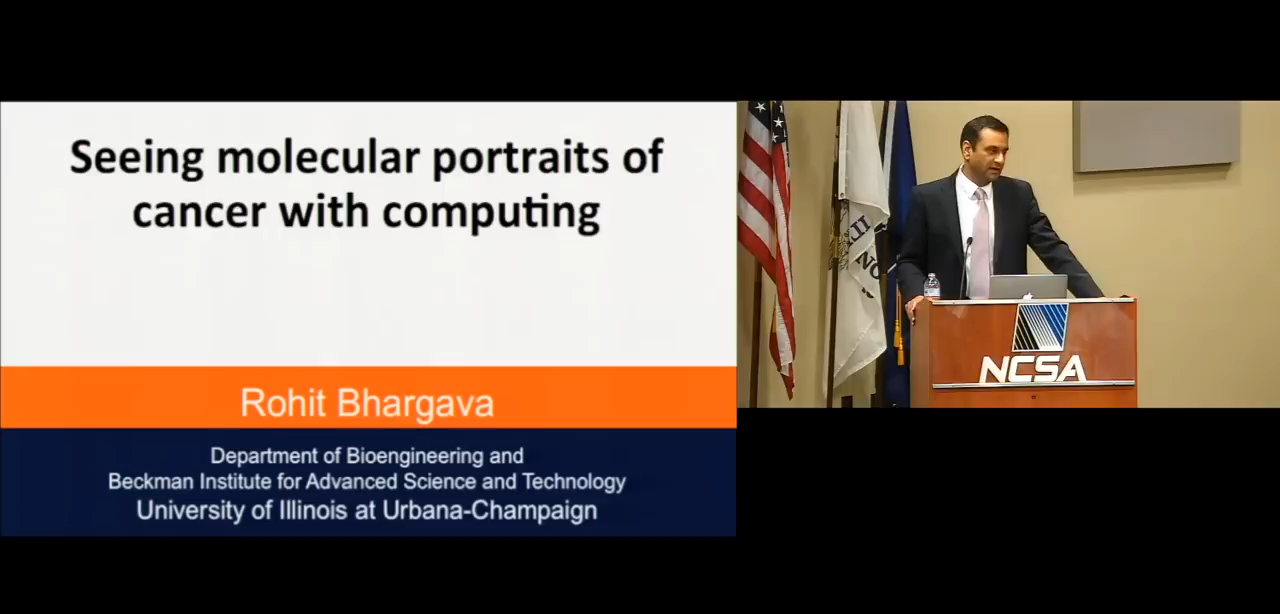 Seeing molecular portraits of
cancer with computing
Rohit Bhargava
Department of Bioengineering and
Beckman Institute for Advanced Science and Technology
University of Illinois at Urbana-Champaign
NCSA